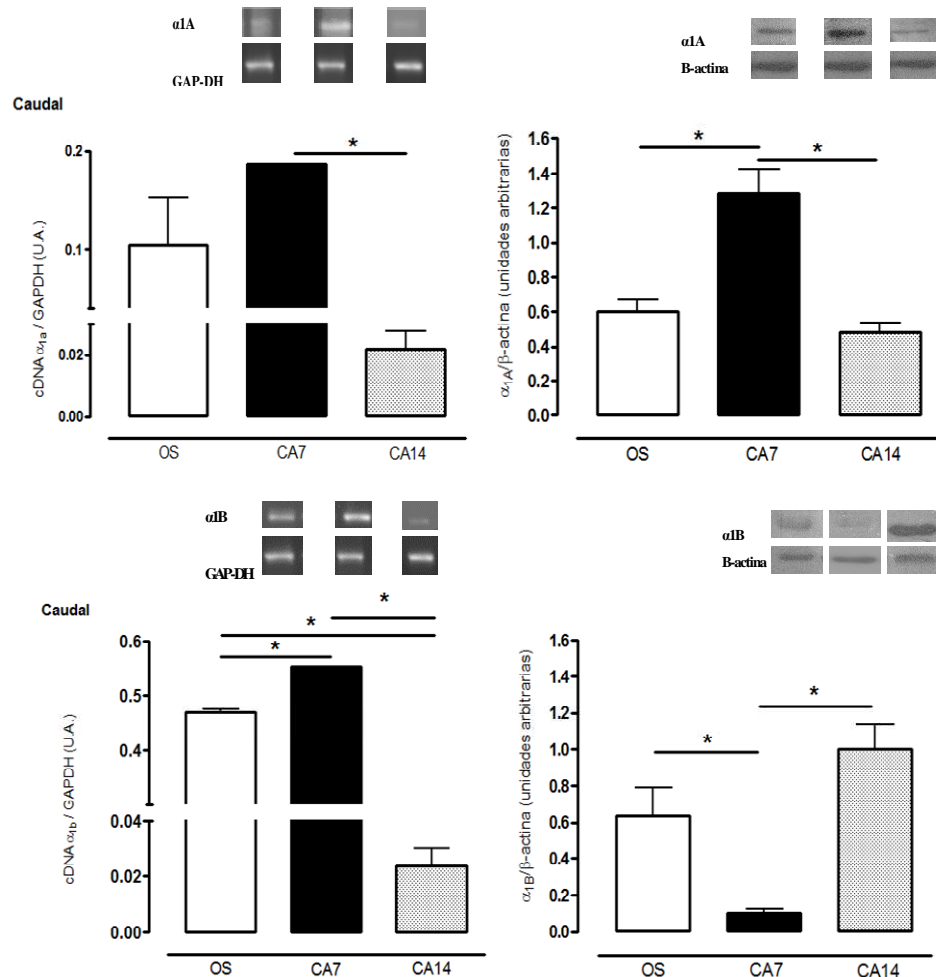 α1A
GAP-DH
Caudal
*
0.2
0.1
0.02
0.00
cDNA α1a / GAPDH (U.A.)
OS CA7 CA14
α1A
B-actina
* *
1.6
1.4
1.2
1.0
0.8
0.6
0.4
0.2
0.0
α1A/β-actina (unidades arbitrarias)
OS CA7 CA14
α1B
GAP-DH
Caudal
*
*
*
0.6
0.5
0.4
0.04
0.02
0.00
cDNA α1b / GAPDH (U.A.)
OS CA7 CA14
α1B
B-actina
*
*
1.6
1.4
1.2
1.0
0.8
0.6
0.4
0.2
0.0
α1B/β-actina (unidades arbitrarias)
OS CA7 CA14